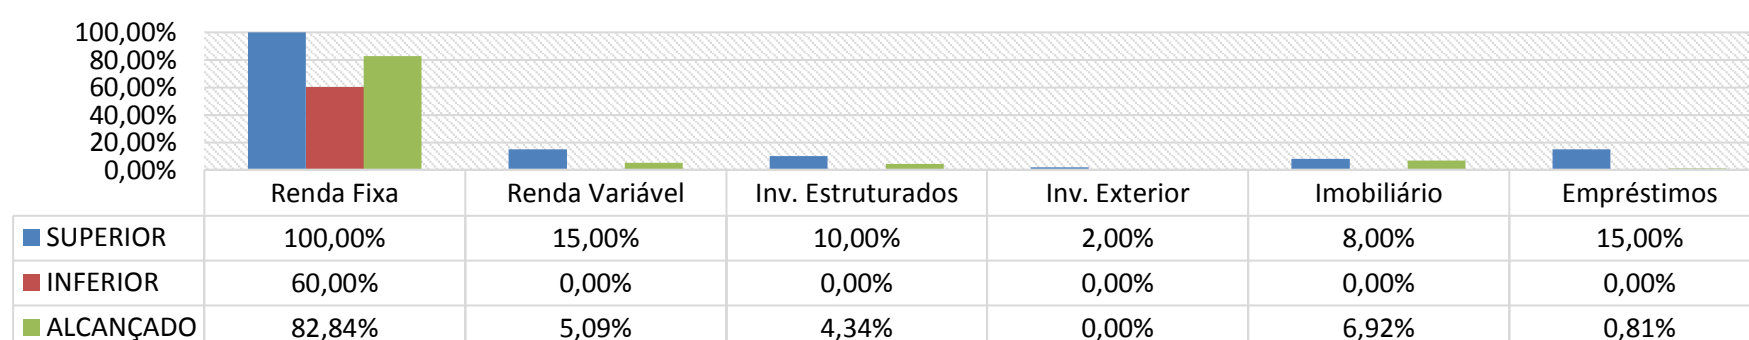 100,00%
80,00%
60,00%
40,00%
20,00%
0,00%
Renda Fixa Renda Variável Inv. Estruturados Inv. Exterior Imobiliário Empréstimos
SUPERIOR 100,00% 15,00% 10,00% 2,00% 8,00% 15,00%
INFERIOR 60,00% 0,00% 0,00% 0,00% 0,00% 0,00%
ALCANÇADO 82,84% 5,09% 4,34% 0,00% 6,92% 0,81%